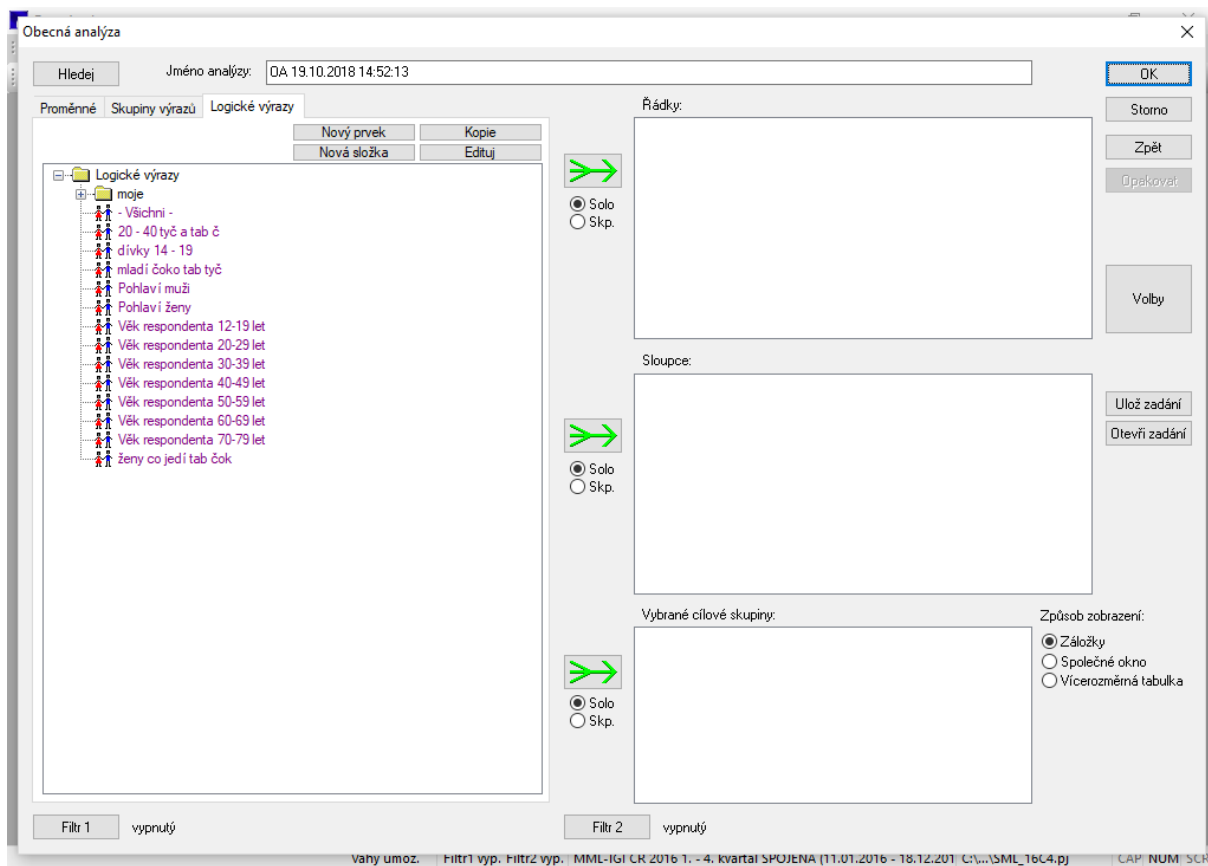 Obecná analýza
Hledej
Jméno analýzy:
OA 19.10.2018 14:52:13
OK
Proměnné
Skupiny výrazů
Logické výrazy
Řádky:
Storno
Nový prvek
Kopie
Nová složka
Edituj
Zpět
Logické výrazy
Opakovat
moje
Solo
- Všichni -
Skp.
20 - 40 tyč a tab č
dívky 14 - 19
mladí čoko tab tyč
Pohlaví muži
Volby
Pohlaví ženy
Věk respondenta 12-19 let
Věk respondenta 20-29 let
Sloupce:
Věk respondenta 30-39 let
Věk respondenta 40-49 let
Věk respondenta 50-59 let
Ulož zadání
Věk respondenta 60-69 let
Otevři zadání
Věk respondenta 70-79 let
ženy co jedí tab čok
Solo
Skp.
Vybrané cílové skupiny:
Způsob zobrazení:
Záložky
Společné okno
Vícerozměrná tabulka
Solo
Skp.
Filtr 1
vypnutý
Filtr 2
vypnutý
Váhy umož. Filtr1 vyp. Filtr2 vyp. MML-TGI ČR 2016 1. - 4. kvartál SPOJENÁ (11.01.2016 - 18.12.201 C:\...\SML_16C4.pj CAP NUM SCR